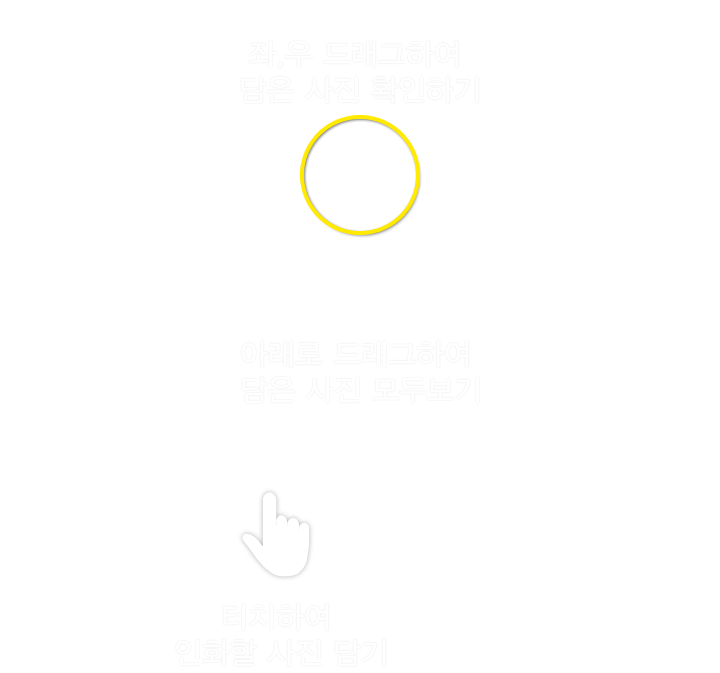 좌,우 드래그하여
담은 사진 확인하기
아래로 드래그하여
담은 사진 모두보기
터치하여
인화할 사진 담기